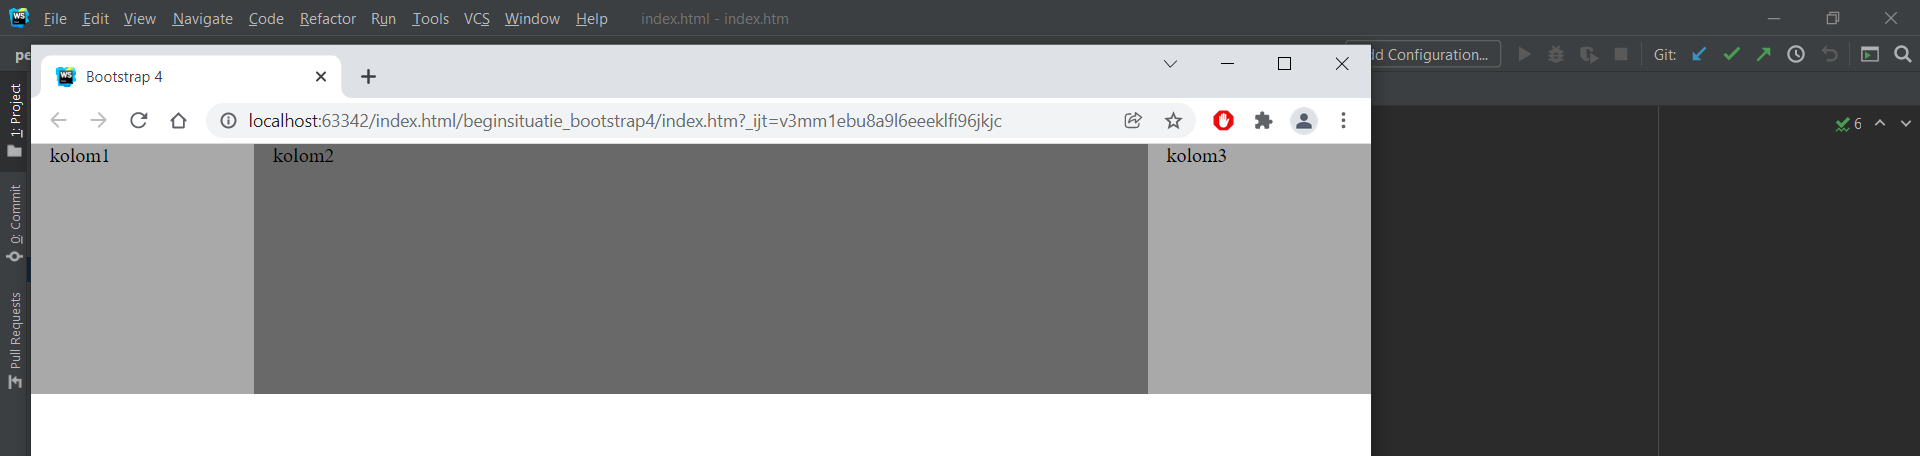 WS File Edit View Navigate Code Refactor Run Tools VCS Window Help index.html - index.htm
Configuration... Git:
WS Bootstrap 4
localhost:63342/index.html/beginsituatie_bootstrap4/index.htm?_ijt=v3mm1ebu8a9l6eeeklfi96jkjc
6
kolom1 kolom2 kolom3
1: Project
0: Commit
Pull Requests